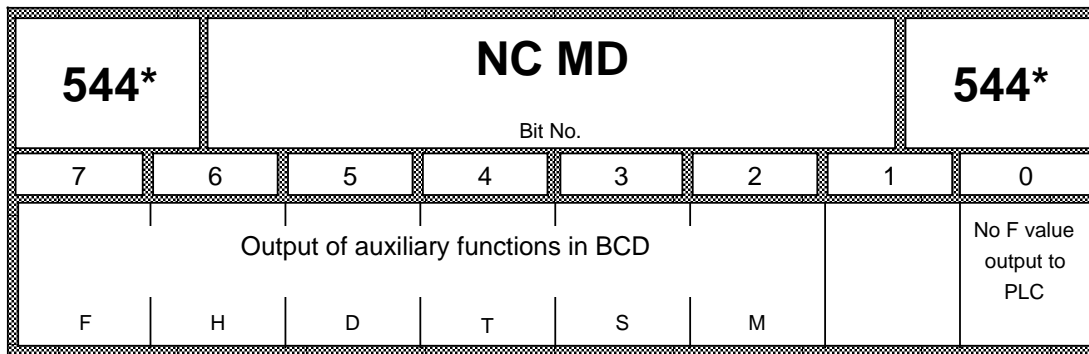 544* NC MD 544*
Bit No.
7 6 5 4 3 2 1 0
Output of auxiliary functions in BCD
No F value
output to
PLC
F H D T S M